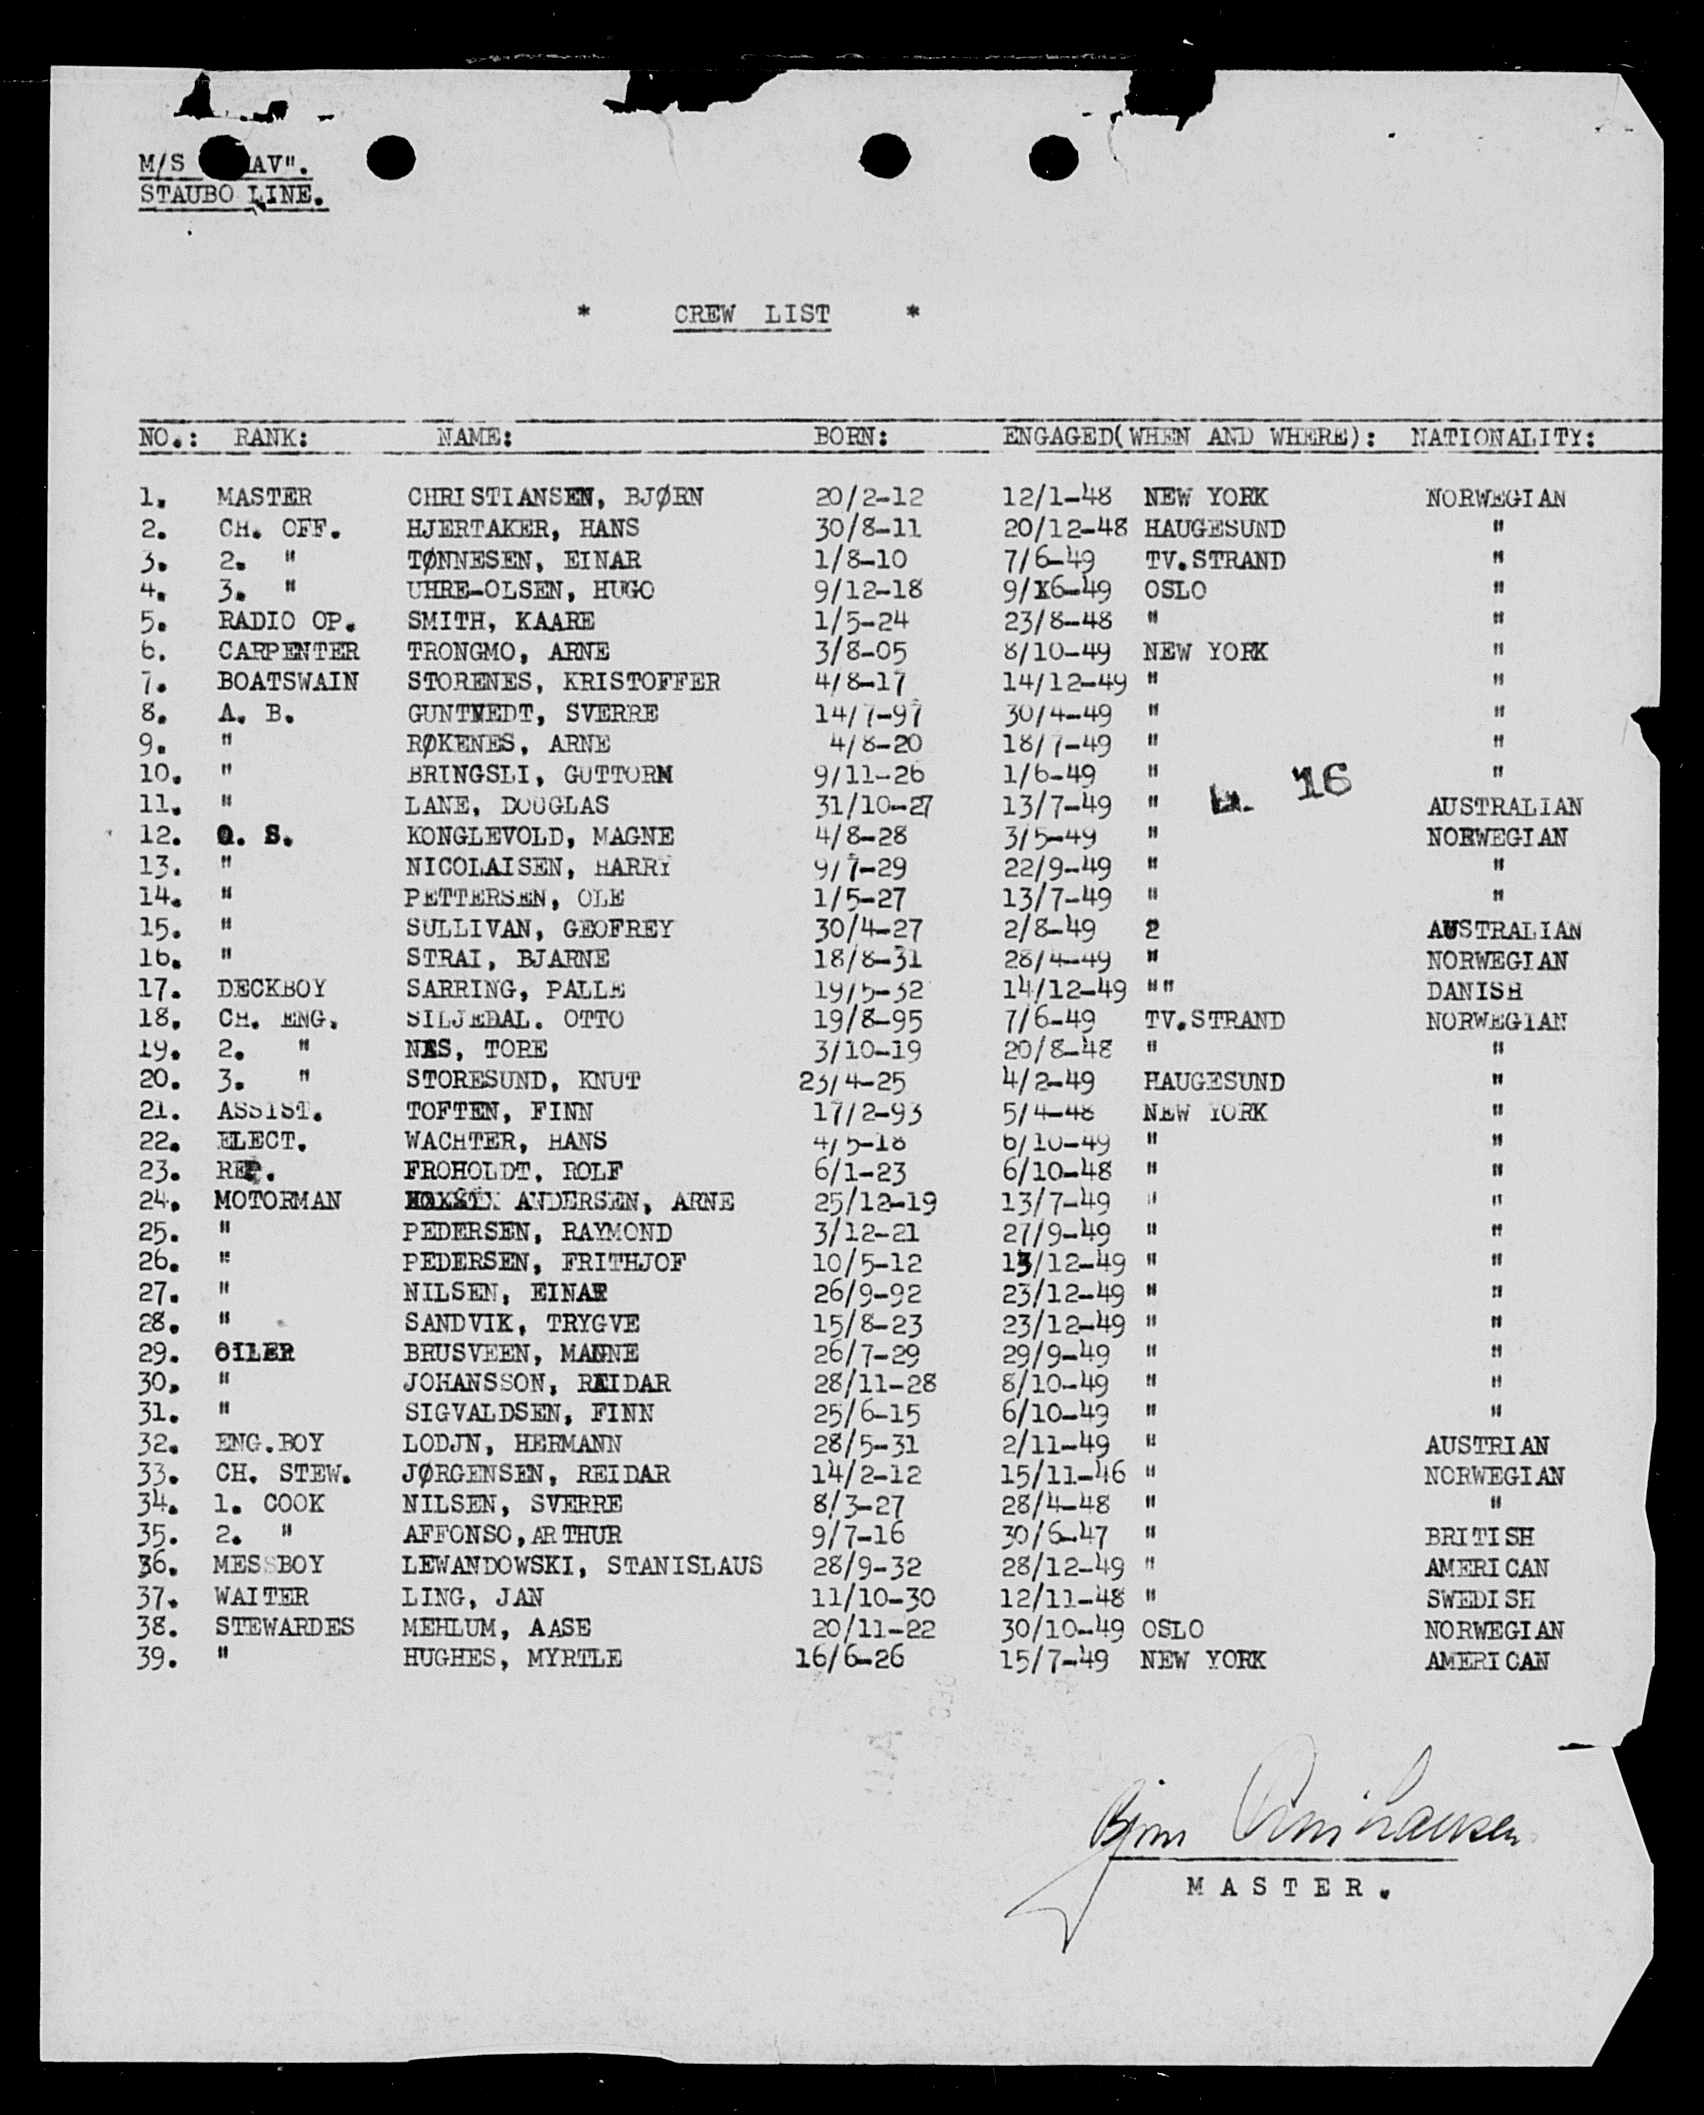 M/S AV".
STAUBO LINE.
* CREW LIST *
NO.: RANK: NAME: BORN: ENGAGED(WHEN AND WHERE): NATIONALITY:
1. MASTER CHRISTIANSEN, BJØRN 20/2-12 12/1-48 NEW YORK NORWEGIAN
2. CH. OFF. HJERTAKER, HANS 30/8-11 20/12-48 HAUGESUND "
3. 2. " TØNNESEN, EINAR 1/8-10 7/6-49 TV.STRAND "
4. 3. " UHRE-OLSEN, HUGO 9/12-18 9/X6-49 OSLO "
5. RADIO OP. SMITH, KAARE 1/5-24 23/8-48 " "
6. CARPENTER TRONGMO, ARNE 3/8-05 8/10-49 NEW YORK "
7. BOATSWAIN STORENES, KRISTOFFER 4/8-17 14/12-49 " "
8. A. B. GUNTVEDT, SVERRE 14/7-97 30/4-49 " "
9. " RØKENES, ARNE 4/8-20 18/7-49 " "
10. " BRINGSLI, GUTTORM 9/11-26 1/6-49 " "
16
11. " LANE, DOUGLAS 31/10-27 13/7-49 " AUSTRALIAN
12. O. S. KONGLEVOLD, MAGNE 4/8-28 3/5-49 " NORWEGIAN
13. " NICOLAISEN, HARRY 9/7-29 22/9-49 " "
14. " PETTERSEN, OLE 1/5-27 13/7-49 " "
15. " SULLIVAN, GEOFREY 30/4-27 2/8-49 2 AUSTRALIAN
16. " STRAI, BJARNE 18/8-31 28/4-49 " NORWEGIAN
17. DECKBOY SARRING, PALLE 19/5-32 14/12-49 "" DANISH
18. CH. ENG. SILJEDAL. OTTO 19/8-95 7/6-49 TV.STRAND NORWEGIAN
19. 2. " NÆS, TORE 3/10-19 20/8-48 " "
20. 3. " STORESUND, KNUT 23/4-25 4/2-49 HAUGESUND "
21. ASSIST. TOFTEN, FINN 17/2-93 5/4-48 NEW YORK "
22. ELECT. WACHTER, HANS 4/5-18 6/10-49 " "
23. REP. FROHOLDT, ROLF 6/1-23 6/10-48 " "
24. MOTORMAN ANDERSEN, ARNE 25/12-19 13/7-49 " "
25. " PEDERSEN, RAYMOND 3/12-21 27/9-49 " "
26. " PEDERSEN, FRITHJOF 10/5-12 13/12-49 " "
27. " NILSEN, EINAR 26/9-92 23/12-49 " "
28. " SANDVIK, TRYGVE 15/8-23 23/12-49 " "
29. OILER BRUSVEEN, MAGNE 26/7-29 29/9-49 " "
30. " JOHANSSON, REIDAR 28/11-28 8/10-49 " "
31. " SIGVALDSEN, FINN 25/6-15 6/10-49 " "
32. ENG.BOY LODJN, HERMANN 28/5-31 2/11-49 " AUSTRIAN
33. CH. STEW. JØRGENSEN, REIDAR 14/2-12 15/11-46 " NORWEGIAN
34. 1. COOK NILSEN, SVERRE 8/3-27 28/4-48 " "
35. 2. " AFFONSO,ARTHUR 9/7-16 30/6-47 " BRITISH
36. MESSBOY LEWANDOWSKI, STANISLAUS 28/9-32 28/12-49 " AMERICAN
37. WAITER LING, JAN 11/10-30 12/11-48 " SWEDISH
38. STEWARDES MEHLUM, AASE 20/11-22 30/10-49 OSLO NORWEGIAN
39. " HUGHES, MYRTLE 16/6-26 15/7-49 NEW YORK AMERICAN
Bjørn Christiansen
MASTER.